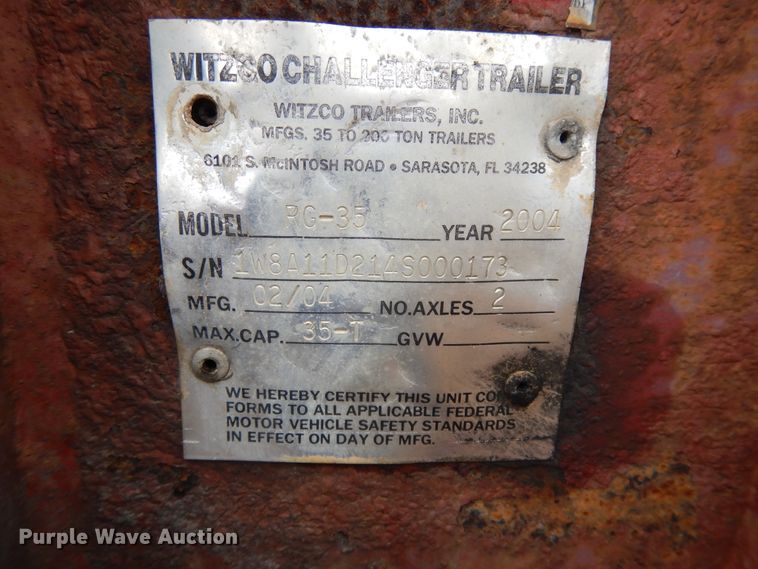 WITZCO CHALLENGER TRAILER
WITZCO TRAILERS, INC.
MFGS. 35 TO 200 TON TRAILERS
6101 S. McINTOSH ROAD • SARASOTA, FL 34238
MODEL RG-35 YEAR 2004
S/N 1W8A11D214S000173
MFG. 02/04 NO.AXLES 2
MAX.CAP. 35-T GVW
WE HEREBY CERTIFY THIS UNIT CON
FORMS TO ALL APPLICABLE FEDERAL
MOTOR VEHICLE SAFETY STANDARDS
IN EFFECT ON DAY OF MFG.
Purple Wave Auction